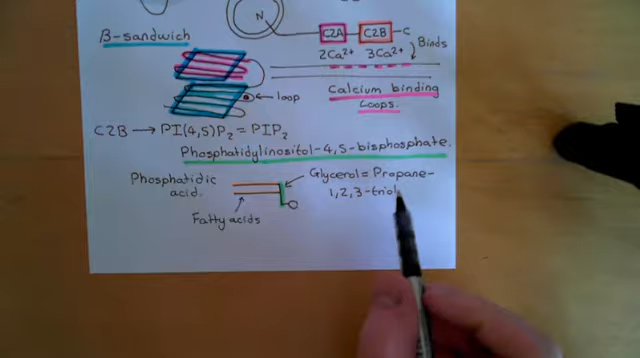 N
C2A
C2B
C
2Ca²⁺ 3Ca²⁺
Binds
β-sandwich
Calcium binding
loops.
loop
C2B → PI(4,5)P₂ = PIP₂
Phosphatidylinositol-4,5-bisphosphate.
Phosphatidic
acid.
Glycerol = Propane-
1,2,3-triol
Fatty acids